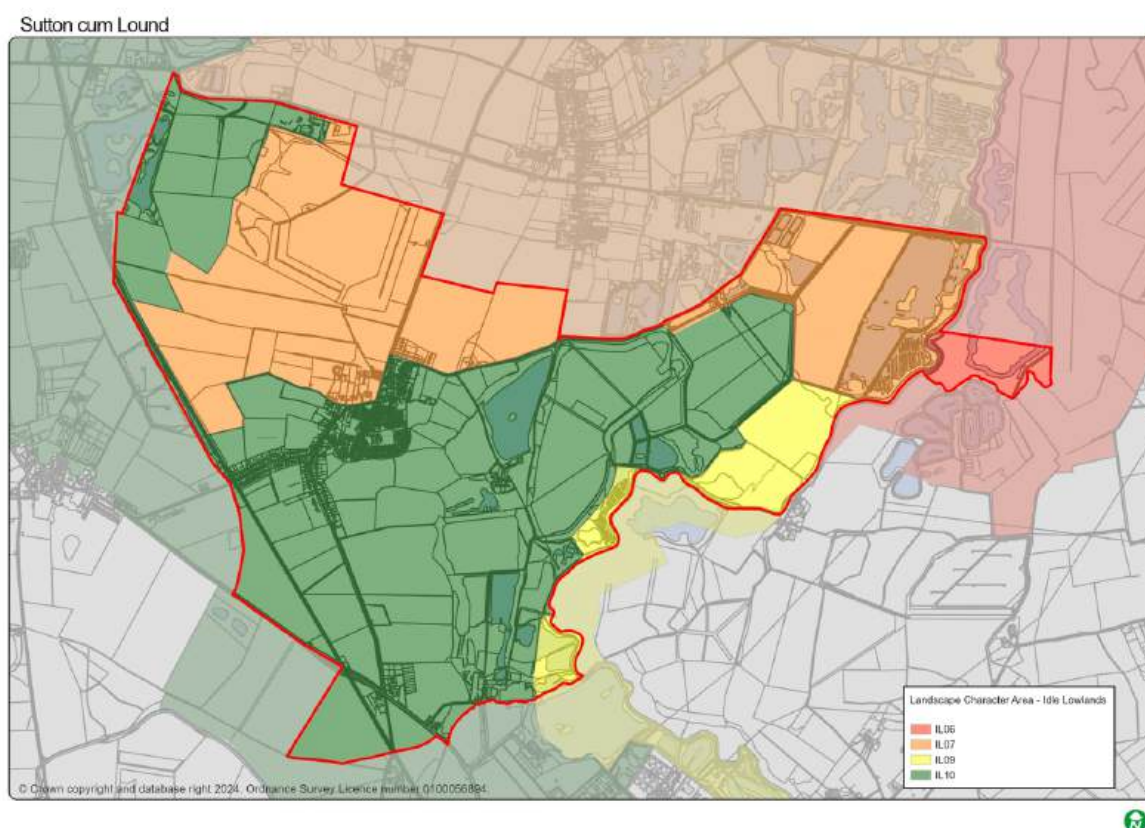 Sutton cum Lound
Landscape Character Area - Idle Lowlands
IL06
IL07
IL09
IL10
© Crown copyright and database right 2024. Ordnance Survey Licence number 0100056894.